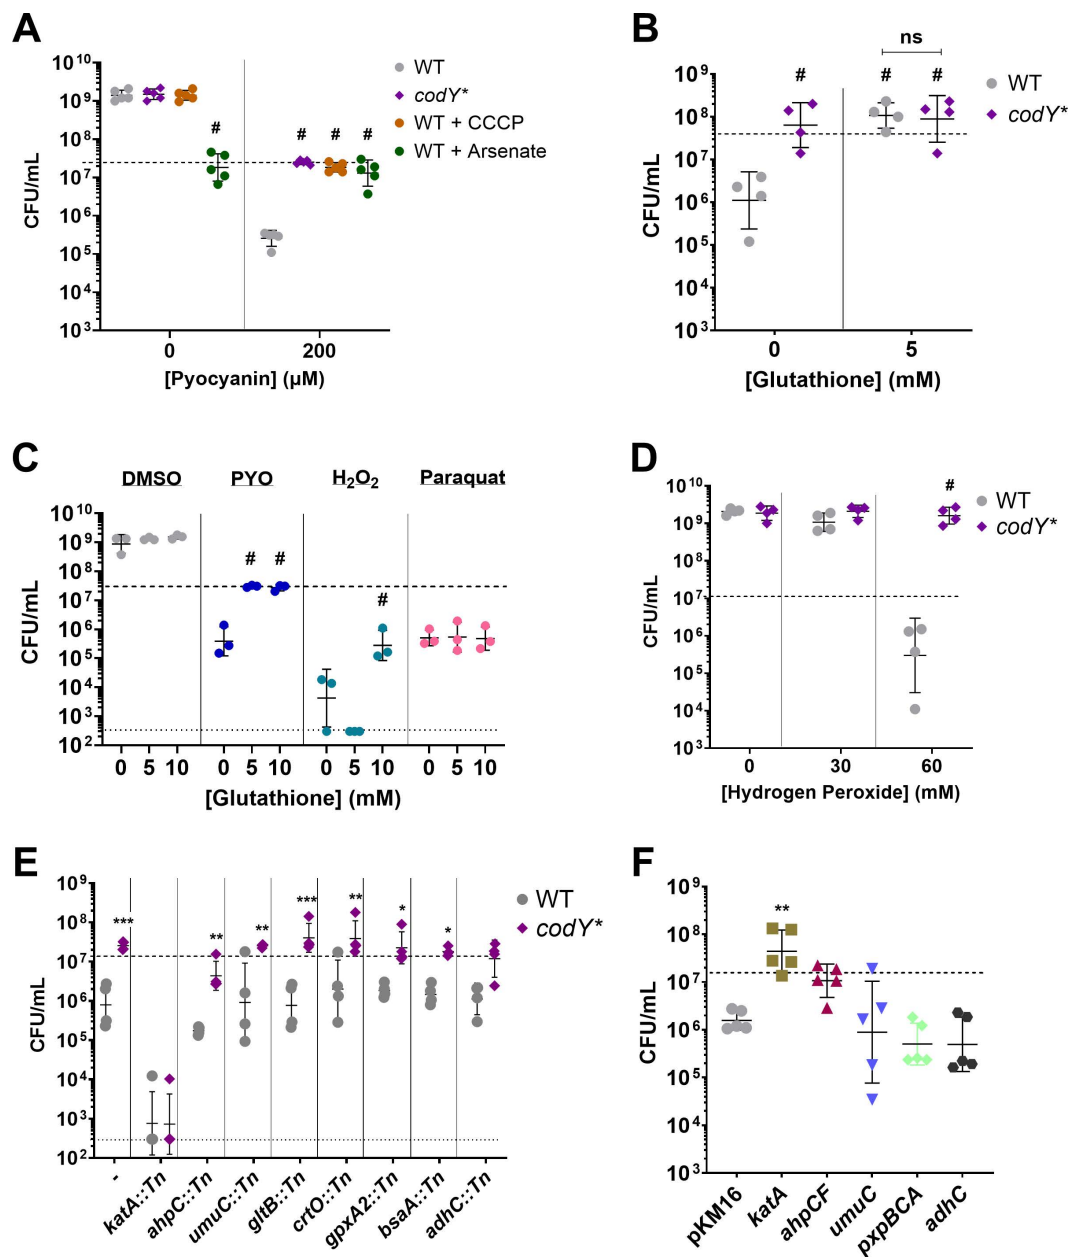 A
10^10
10^9
10^8
10^7
10^6
10^5
10^4
10^3
CFU/mL
#
# # #
0 200
[Pyocyanin] (µM)
WT
codY*
WT + CCCP
WT + Arsenate
B
ns
10^9
10^8
10^7
10^6
10^5
10^4
10^3
CFU/mL
# # #
0 5
[Glutathione] (mM)
WT
codY*
C
DMSO PYO H₂O₂ Paraquat
10^10
10^9
10^8
10^7
10^6
10^5
10^4
10^3
10^2
CFU/mL
# #
#
0 5 10 0 5 10 0 5 10 0 5 10
[Glutathione] (mM)
D
10^10
10^9
10^8
10^7
10^6
10^5
10^4
10^3
CFU/mL
#
0 30 60
[Hydrogen Peroxide] (mM)
WT
codY*
E
10^9
10^8
10^7
10^6
10^5
10^4
10^3
10^2
CFU/mL
*** ** ** *** ** * *
- katA::Tn ahpC::Tn umuC::Tn gltB::Tn crtO::Tn gpxA2::Tn bsaA::Tn adhC::Tn
WT
codY*
F
10^9
10^8
10^7
10^6
10^5
10^4
10^3
CFU/mL
**
pKM16 katA ahpCF umuC pxpBCA adhC